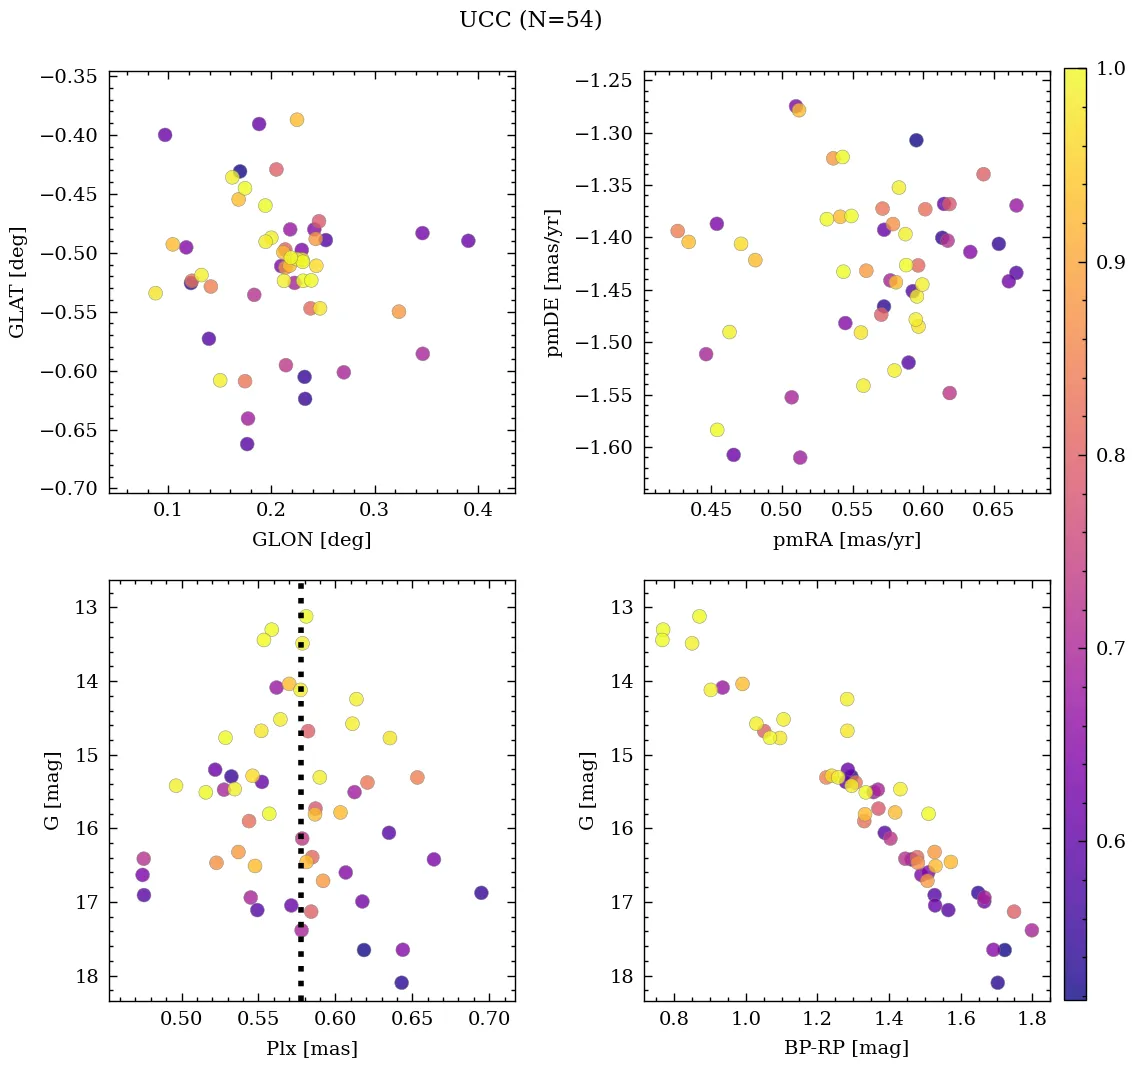 UCC (N=54)
−0.35
−0.40
−0.45
−0.50
−0.55
−0.60
−0.65
−0.70
GLAT [deg]
0.1 0.2 0.3 0.4
GLON [deg]
−1.25
−1.30
−1.35
−1.40
−1.45
−1.50
−1.55
−1.60
pmDE [mas/yr]
0.45 0.50 0.55 0.60 0.65
pmRA [mas/yr]
1.0
0.9
0.8
0.7
0.6
13
14
15
16
17
18
G [mag]
0.50 0.55 0.60 0.65 0.70
Plx [mas]
13
14
15
16
17
18
G [mag]
0.8 1.0 1.2 1.4 1.6 1.8
BP-RP [mag]